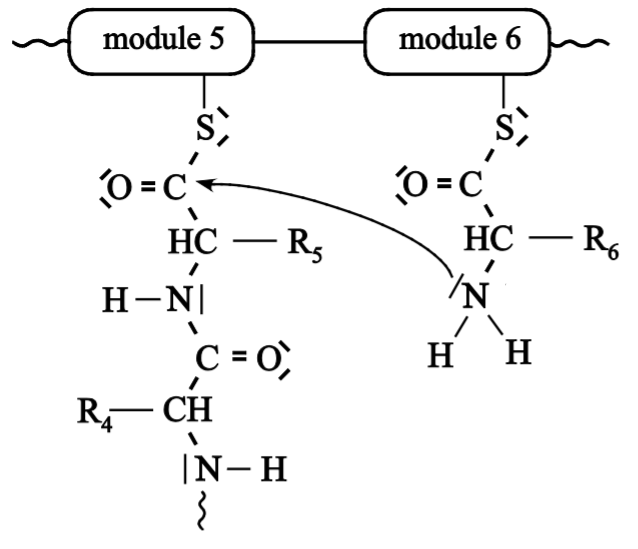 module 5 module 6
S S
O = C O = C
HC — R₅ HC — R₆
H — N N
H H
C = O
R₄ — CH
N — H